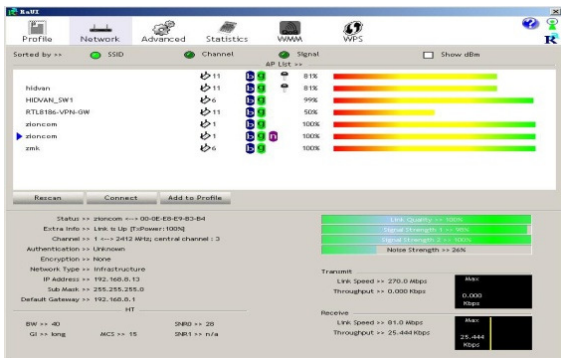 RaUI
Profile Network Advanced Statistics WMM WPS
Sorted by >> SSID Channel Signal Show dBm
AP List >>
11 b g 81%
hidvan 11 b g 81%
HIDVAN_SW1 6 b g 99%
RTL8186-VPN-GW 11 b g 50%
zioncom 1 b g 100%
zioncom 1 b g n 100%
zmk 6 b g 100%
Rescan Connect Add to Profile
Status >> zioncom <--> 00-0E-E8-E9-B3-B4
Extra Info >> Link is Up [TxPower:100%]
Channel >> 1 <--> 2412 MHz; central channel : 3
Authentication >> Unknown
Encryption >> None
Network Type >> Infrastructure
IP Address >> 192.168.0.13
Sub Mask >> 255.255.255.0
Default Gateway >> 192.168.0.1
HT
BW >> 40 SNR0 >> 28
GI >> long MCS >> 15 SNR1 >> n/a
Link Quality >> 100%
Signal Strength 1 >> 98%
Signal Strength 2 >> 100%
Noise Strength >> 26%
Transmit
Link Speed >> 270.0 Mbps
Throughput >> 0.000 Kbps
Max
0.000
Kbps
Receive
Link Speed >> 81.0 Mbps
Throughput >> 25.444 Kbps
Max
25.444
Kbps